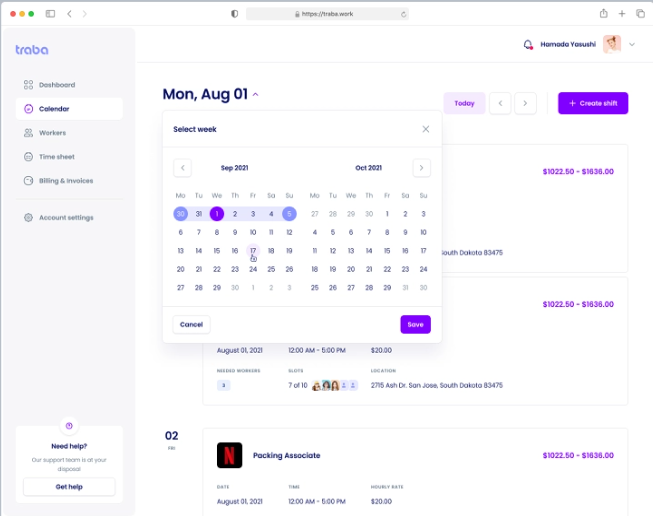 https://traba.work
traba
Hamada Yasushi
Dashboard
Calendar
Workers
Time sheet
Billing & Invoices
Account settings
Need help?
Our support team is at your
disposal
Get help
Mon, Aug 01
Today
+ Create shift
Select week
Sep 2021
Mo Tu We Th Fr Sa Su
30 31 1 2 3 4 5
6 7 8 9 10 11 12
13 14 15 16 17 18 19
20 21 22 23 24 25 26
27 28 29 30 1 2 3
Oct 2021
Mo Tu We Th Fr Sa Su
27 28 29 30 1 2 3
4 5 6 7 8 9 10
11 12 13 14 15 16 17
18 19 20 21 22 23 24
25 26 27 28 29 30 31
Cancel
Save
$1022.50 - $1636.00
South Dakota 83475
$1022.50 - $1636.00
August 01, 2021 12:00 AM - 5:00 PM $20.00
NEEDED WORKERS SLOTS LOCATION
3 7 of 10 2715 Ash Dr. San Jose, South Dakota 83475
02
FRI
Packing Associate
$1022.50 - $1636.00
DATE TIME HOURLY RATE
August 01, 2021 12:00 AM - 5:00 PM $20.00